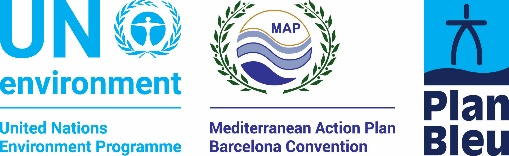 UN
environment
United Nations
Environment Programme
MAP
Mediterranean Action Plan
Barcelona Convention
Plan
Bleu